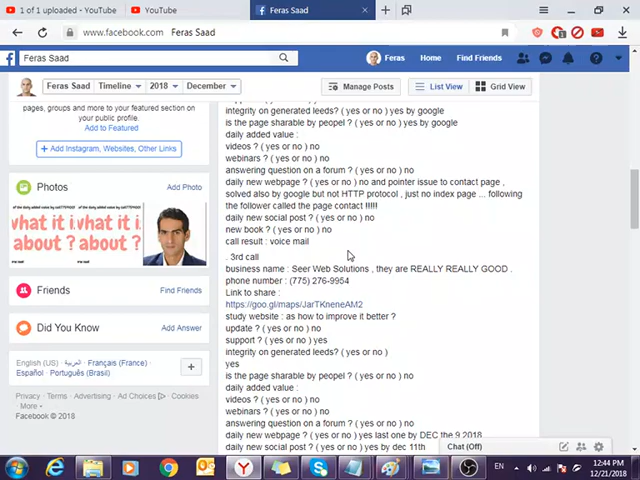 1 of 1 uploaded - YouTube
YouTube
Feras Saad
www.facebook.com Feras Saad
Feras Saad
Feras
Home
Find Friends
Feras Saad
Timeline
2018
December
Manage Posts
List View
Grid View
pages, groups and more to your featured section on
your public profile.
Add to Featured
+ Add Instagram, Websites, Other Links
Photos
Add Photo
what it i
about ?
what it i
about ?
Friends
Find Friends
Did You Know
Add Answer
English (US) · العربية · Français (France) ·
Español · Português (Brasil)
Privacy · Terms · Advertising · Ad Choices · Cookies
· More
Facebook © 2018
integrity on generated leeds? ( yes or no ) yes by google
is the page sharable by peopel ? ( yes or no ) yes by google
daily added value :
videos ? ( yes or no ) no
webinars ? ( yes or no ) no
answering question on a forum ? ( yes or no ) no
daily new webpage ? ( yes or no ) no and pointer issue to contact page ,
solved also by google but not HTTP protocol , just no index page ... following
the follower called the page contact !!!!!
daily new social post ? ( yes or no ) no
new book ? ( yes or no ) no
call result : voice mail
. 3rd call
business name : Seer Web Solutions , they are REALLY REALLY GOOD .
phone number : (775) 276-9954
Link to share :
https://goo.gl/maps/JarTKneneAM2
study website : as how to improve it better ?
update ? ( yes or no ) no
support ? ( yes or no ) yes
integrity on generated leeds? ( yes or no )
yes
is the page sharable by peopel ? ( yes or no ) no
daily added value :
videos ? ( yes or no ) no
webinars ? ( yes or no ) no
answering question on a forum ? ( yes or no ) no
daily new webpage ? ( yes or no ) yes last one by DEC the 9 2018
daily new social post ? ( yes or no ) yes by dec 11th
Chat (Off)
EN
12:44 PM
12/21/2018